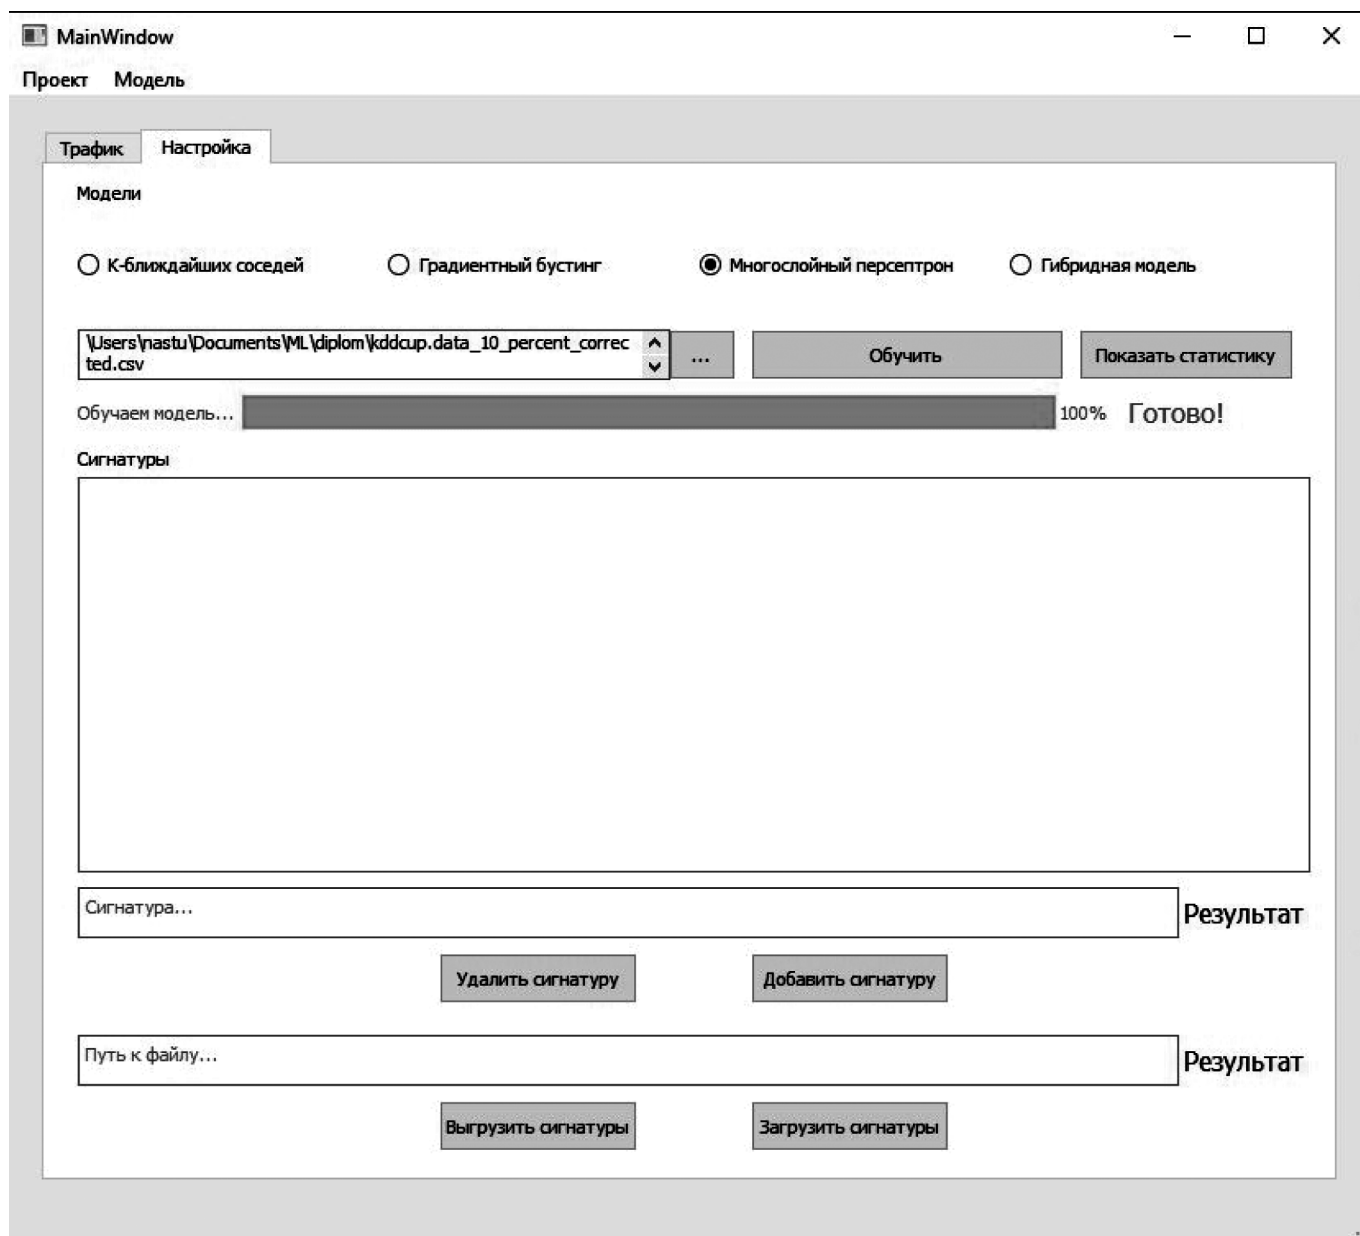 MainWindow
Проект Модель
Трафик Настройка
Модели
К-ближдайших соседей Градиентный бустинг Многослойный персептрон Гибридная модель
\Users\nastu\Documents\ML\diplom\kddcup.data_10_percent_correc
ted.csv
... Обучить Показать статистику
Обучаем модель... 100% Готово!
Сигнатуры
Сигнатура... Результат
Удалить сигнатуру Добавить сигнатуру
Путь к файлу... Результат
Выгрузить сигнатуры Загрузить сигнатуры